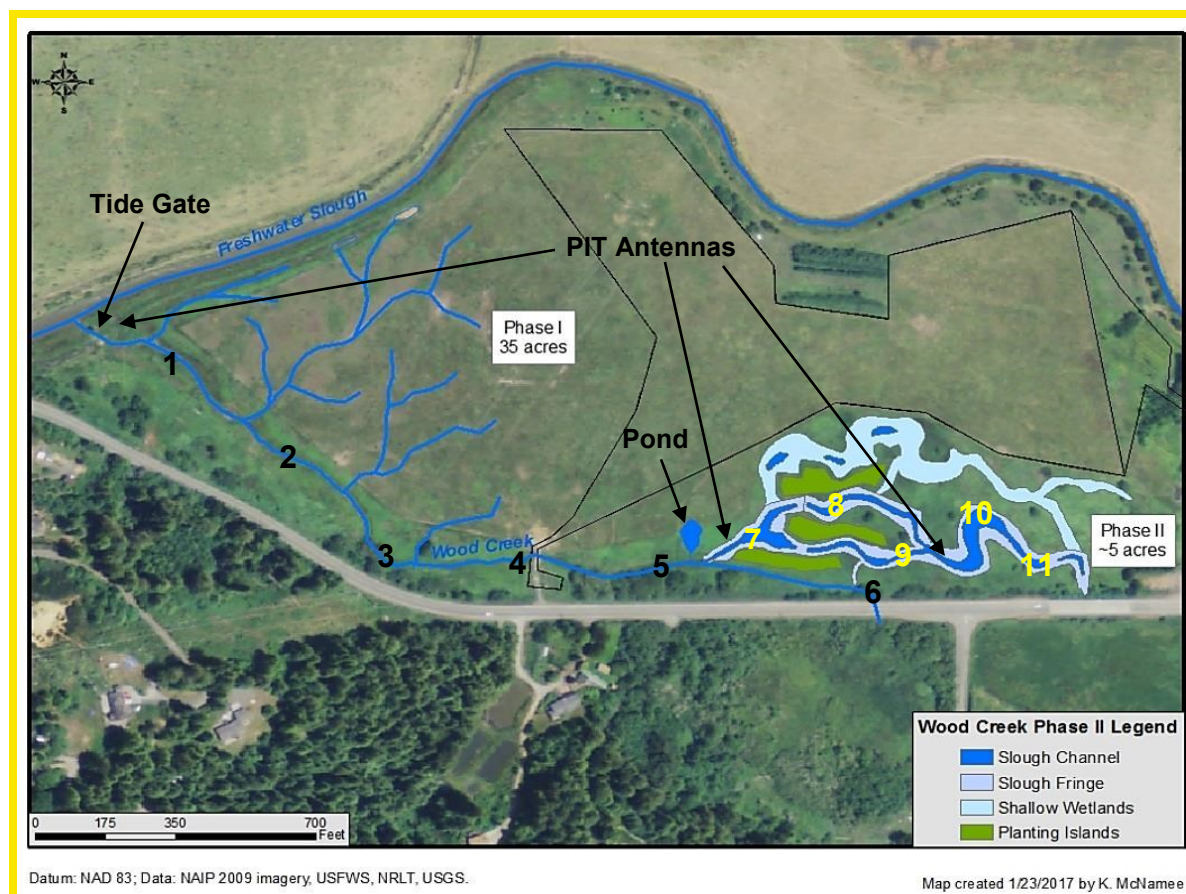 N
W E
S
Tide Gate
Freshwater Slough
PIT Antennas
Phase I
35 acres
1
2
3
Wood Creek
4
Pond
5
6
7
8
9
10
11
Phase II
~5 acres
Wood Creek Phase II Legend
Slough Channel
Slough Fringe
Shallow Wetlands
Planting Islands
0 175 350 700
Feet
Datum: NAD 83; Data: NAIP 2009 imagery, USFWS, NRLT, USGS.
Map created 1/23/2017 by K. McNamee